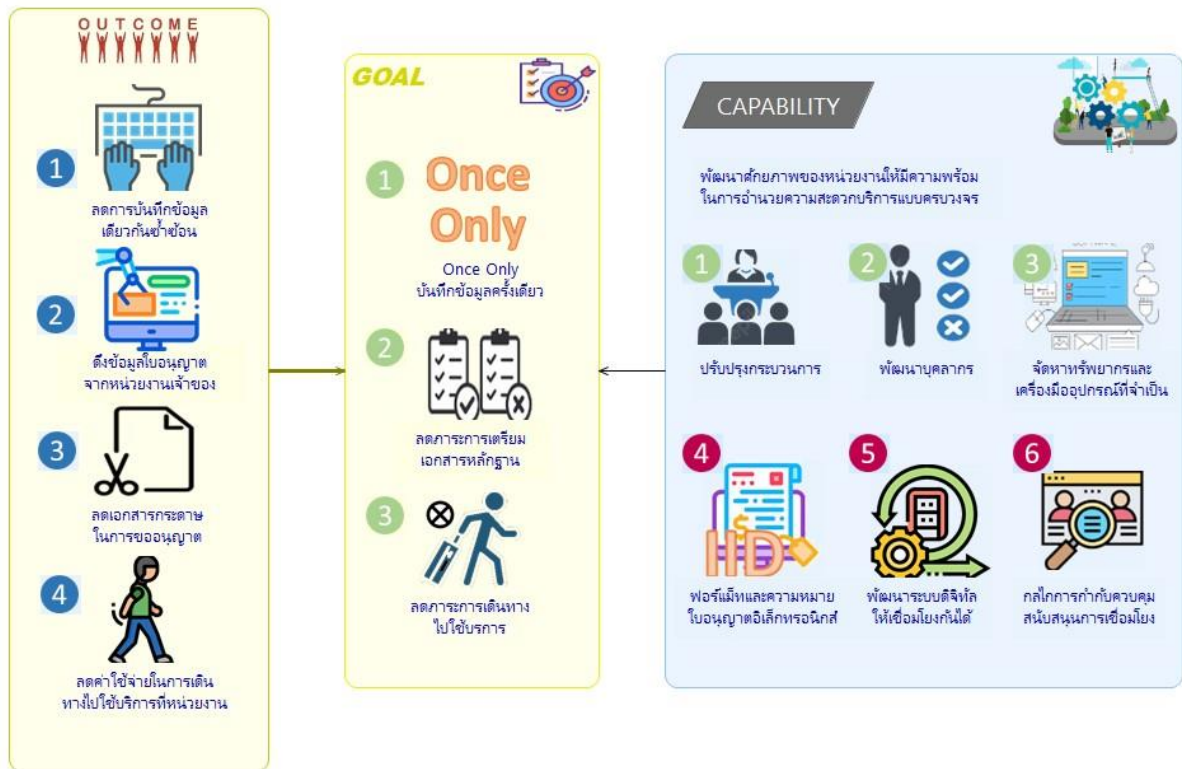 OUTCOME
1
ลดการบันทึกข้อมูล
เดียวกันซ้ำซ้อน
2
ดึงข้อมูลใบอนุญาต
จากหน่วยงานเจ้าของ
3
ลดเอกสารกระดาษ
ในการขออนุญาต
4
ลดค่าใช้จ่ายในการเดิน
ทางไปใช้บริการที่หน่วยงาน
GOAL
1
Once
Only
Once Only
บันทึกข้อมูลครั้งเดียว
2
ลดภาระการเตรียม
เอกสารหลักฐาน
3
ลดภาระการเดินทาง
ไปใช้บรการ
CAPABILITY
พัฒนาศักยภาพของหน่วยงานให้มีความพร้อม
ในการอำนวยความสะดวกบริการแบบครบวงจร
1
ปรับปรุงกระบวนการ
2
พัฒนาบุคลากร
3
จัดหาทรัพยากรและ
เครื่องมืออุปกรณ์ที่จำเป็น
4
HD
ฟอร์แม็ทและความหมาย
ใบอนุญาตอิเล็กทรอนิกส์
5
พัฒนาระบบดิจิทัล
ให้เชื่อมโยงกันได้
6
กลไกการกำกับควบคุม
สนับสนุนการเชื่อมโยง